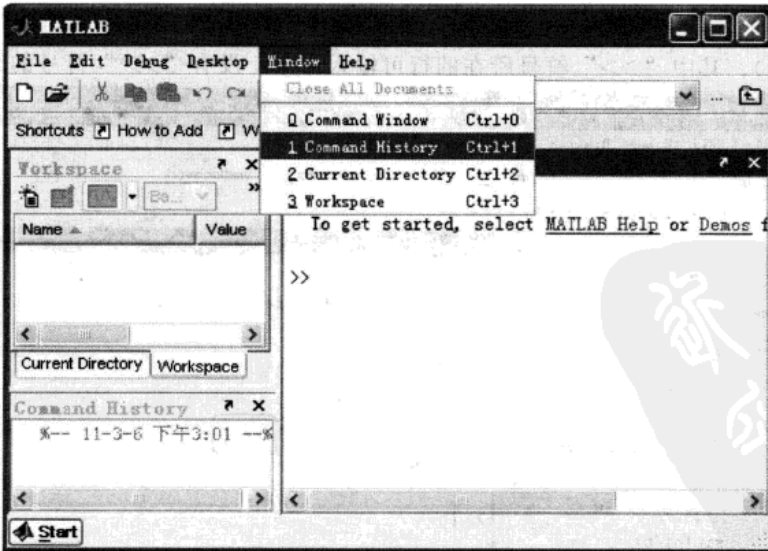 MATLAB
File Edit Debug Desktop Window Help
Close All Documents
0 Command Window Ctrl+0
1 Command History Ctrl+1
2 Current Directory Ctrl+2
3 Workspace Ctrl+3
Shortcuts How to Add W
Workspace
Ba...
Name Value
To get started, select MATLAB Help or Demos f
>>
Current Directory Workspace
Command History
%-- 11-3-6 下午3:01 --%
Start